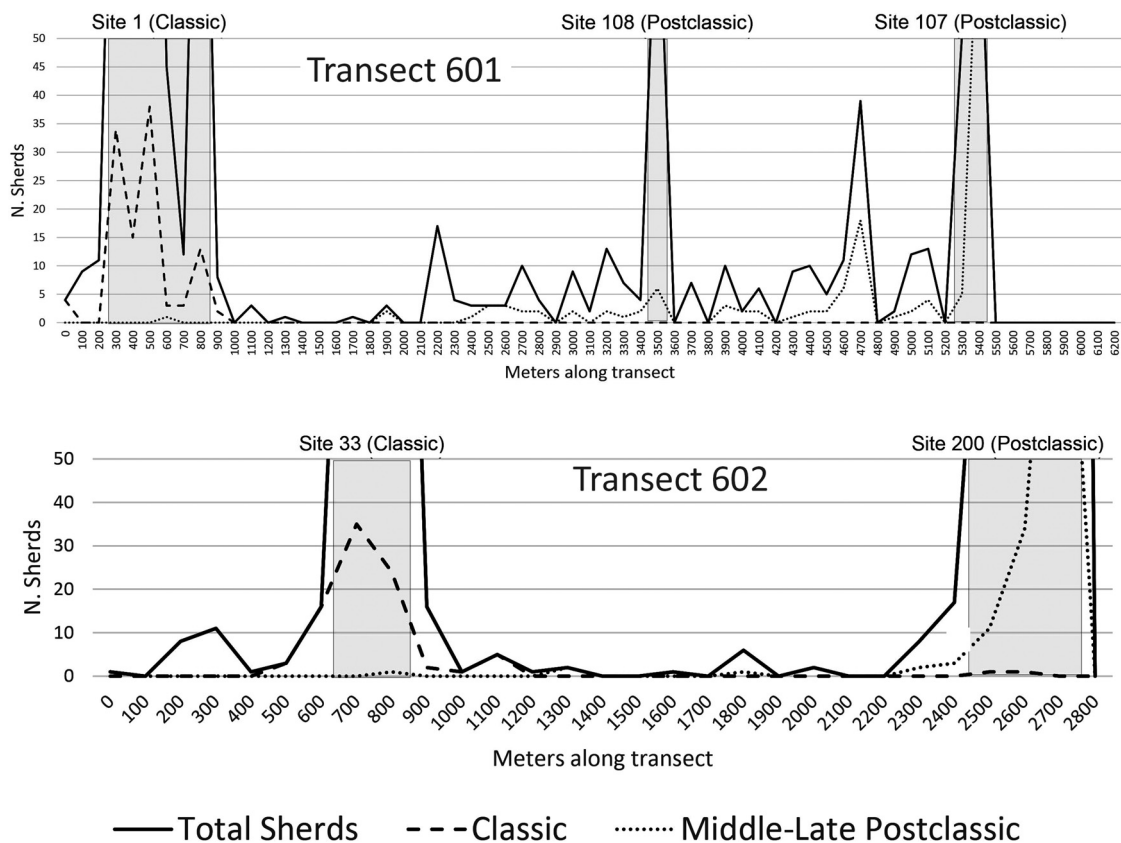 Site 1 (Classic) Site 108 (Postclassic) Site 107 (Postclassic)
Transect 601
N. Sherds
50
45
40
35
30
25
20
15
10
5
0
0 100 200 300 400 500 600 700 800 900 1000 1100 1200 1300 1400 1500 1600 1700 1800 1900 2000 2100 2200 2300 2400 2500 2600 2700 2800 2900 3000 3100 3200 3300 3400 3500 3600 3700 3800 3900 4000 4100 4200 4300 4400 4500 4600 4700 4800 4900 5000 5100 5200 5300 5400 5500 5600 5700 5800 5900 6000 6100 6200
Meters along transect
Site 33 (Classic) Site 200 (Postclassic)
Transect 602
N. Sherds
50
40
30
20
10
0
0 100 200 300 400 500 600 700 800 900 1000 1100 1200 1300 1400 1500 1600 1700 1800 1900 2000 2100 2200 2300 2400 2500 2600 2700 2800
Meters along transect
Total Sherds Classic Middle-Late Postclassic